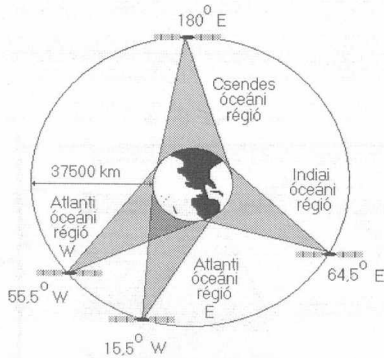 180° E
Csendes
óceáni
régió
37500 km
Indiai
óceáni
régió
Atlanti
óceáni
régió
W
64,5° E
Atlanti
óceáni
régió
E
55,5° W
15,5° W